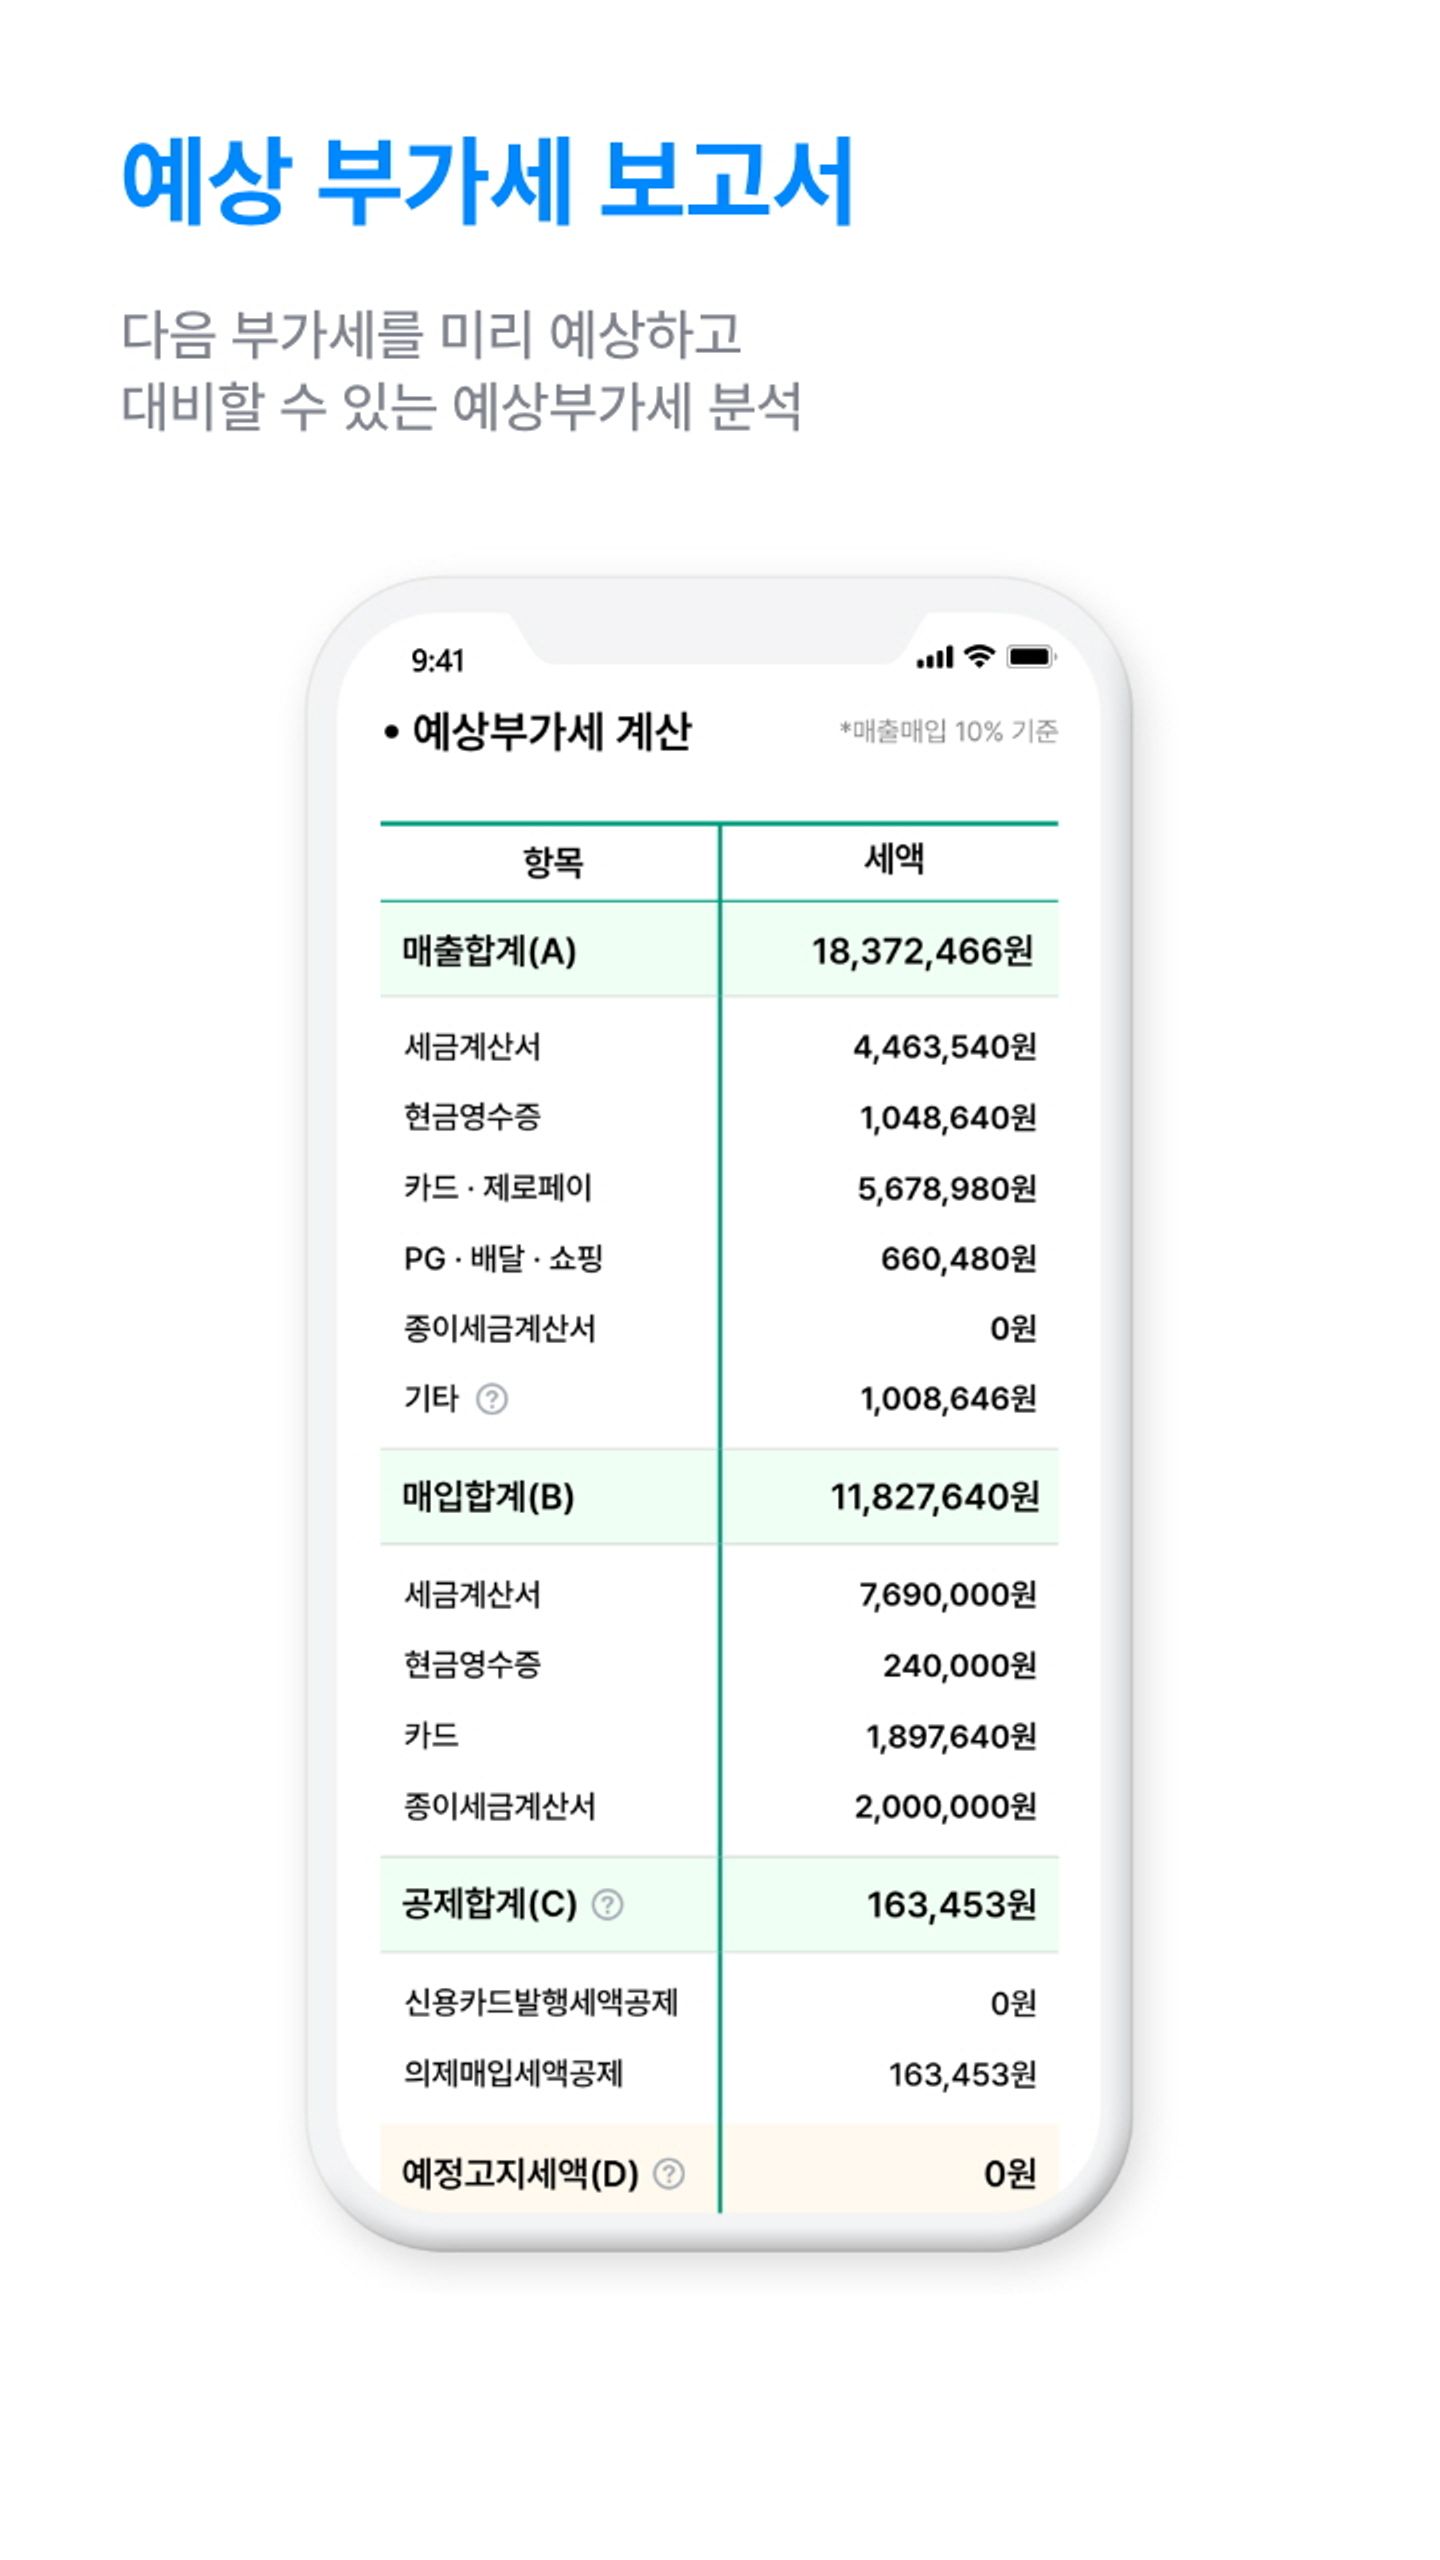 예상 부가세 보고서
다음 부가세를 미리 예상하고
대비할 수 있는 예상부가세 분석
9:41
• 예상부가세 계산 *매출매입 10% 기준
항목 세액
매출합계(A) 18,372,466원
세금계산서 4,463,540원
현금영수증 1,048,640원
카드 · 제로페이 5,678,980원
PG · 배달 · 쇼핑 660,480원
종이세금계산서 0원
기타 ? 1,008,646원
매입합계(B) 11,827,640원
세금계산서 7,690,000원
현금영수증 240,000원
카드 1,897,640원
종이세금계산서 2,000,000원
공제합계(C) ? 163,453원
신용카드발행세액공제 0원
의제매입세액공제 163,453원
예정고지세액(D) ? 0원